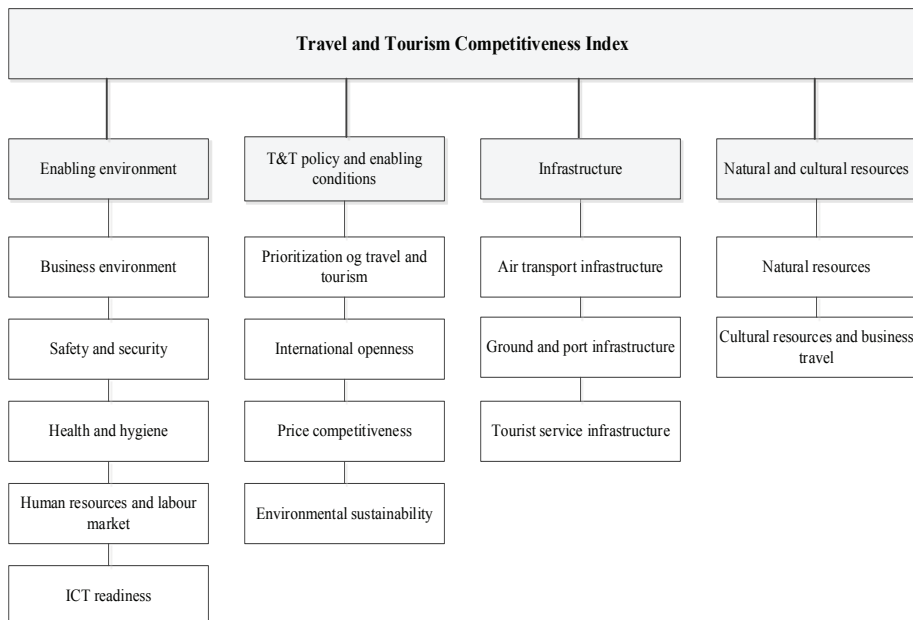 Travel and Tourism Competitiveness Index
Enabling environment
T&T policy and enabling
conditions
Infrastructure
Natural and cultural resources
Business environment
Prioritization og travel and
tourism
Air transport infrastructure
Natural resources
Safety and security
International openness
Ground and port infrastructure
Cultural resources and business
travel
Health and hygiene
Price competitiveness
Tourist service infrastructure
Human resources and labour
market
Environmental sustainability
ICT readiness